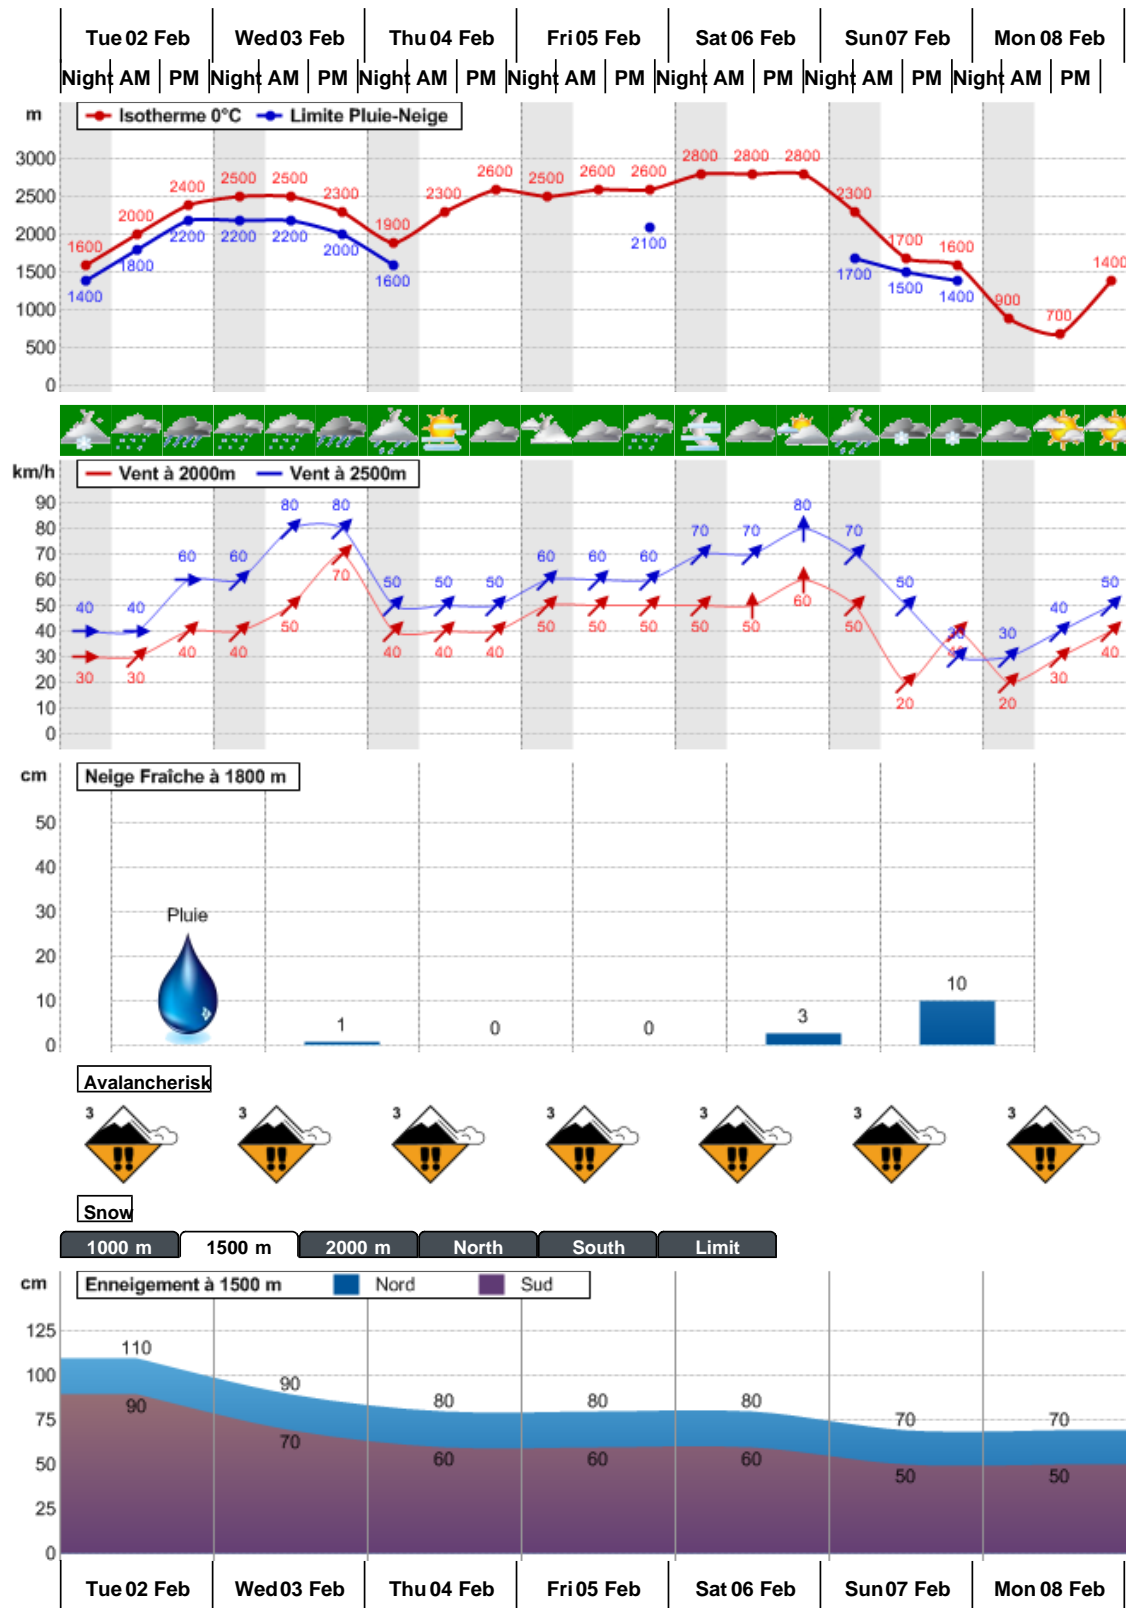 Tue 02 Feb Wed 03 Feb Thu 04 Feb Fri 05 Feb Sat 06 Feb Sun 07 Feb Mon 08 Feb
Night AM PM Night AM PM Night AM PM Night AM PM Night AM PM Night AM PM Night AM PM
m
Isotherme 0°C Limite Pluie-Neige
3000
2500
2000
1500
1000
500
0
1600 2000 2400 2500 2500 2300 1900 2300 2600 2500 2600 2600 2800 2800 2800 2300 1700 1600 900 700 1400
1400 1800 2200 2200 2200 2000 1600 2100 1700 1500 1400
km/h
Vent à 2000m Vent à 2500m
90
80
70
60
50
40
30
20
10
0
40 40 60 60 80 80 50 50 50 60 60 60 70 70 80 70 50 30 30 40 50
30 30 40 40 50 70 40 40 40 50 50 50 50 50 60 50 20 40 20 30 40
cm
Neige Fraîche à 1800 m
50
40
30
20
10
0
Pluie
1 0 0 3 10
Avalancherisk
3 3 3 3 3 3 3
Snow
1000 m 1500 m 2000 m North South Limit
cm
Enneigement à 1500 m Nord Sud
125
100
75
50
25
0
110 90 80 80 80 70 70
90 70 60 60 60 50 50
Tue 02 Feb Wed 03 Feb Thu 04 Feb Fri 05 Feb Sat 06 Feb Sun 07 Feb Mon 08 Feb